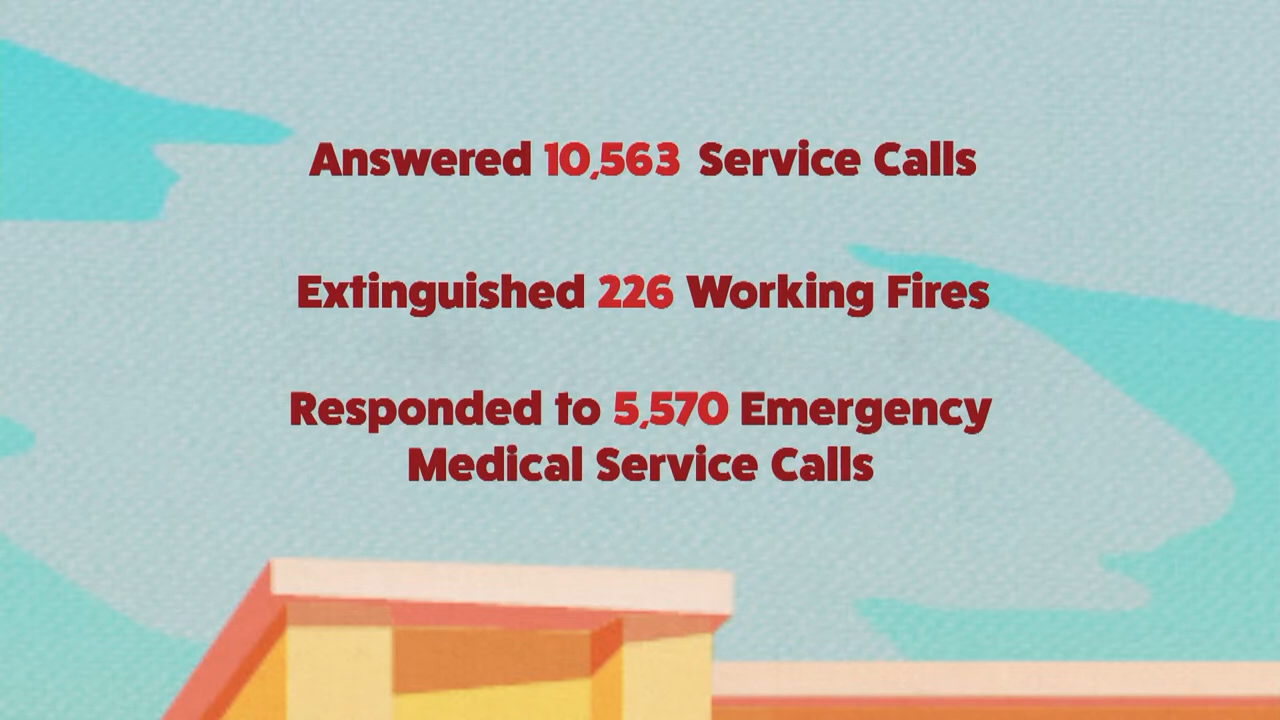 Answered 10,563 Service Calls
Extinguished 226 Working Fires
Responded to 5,570 Emergency
Medical Service Calls